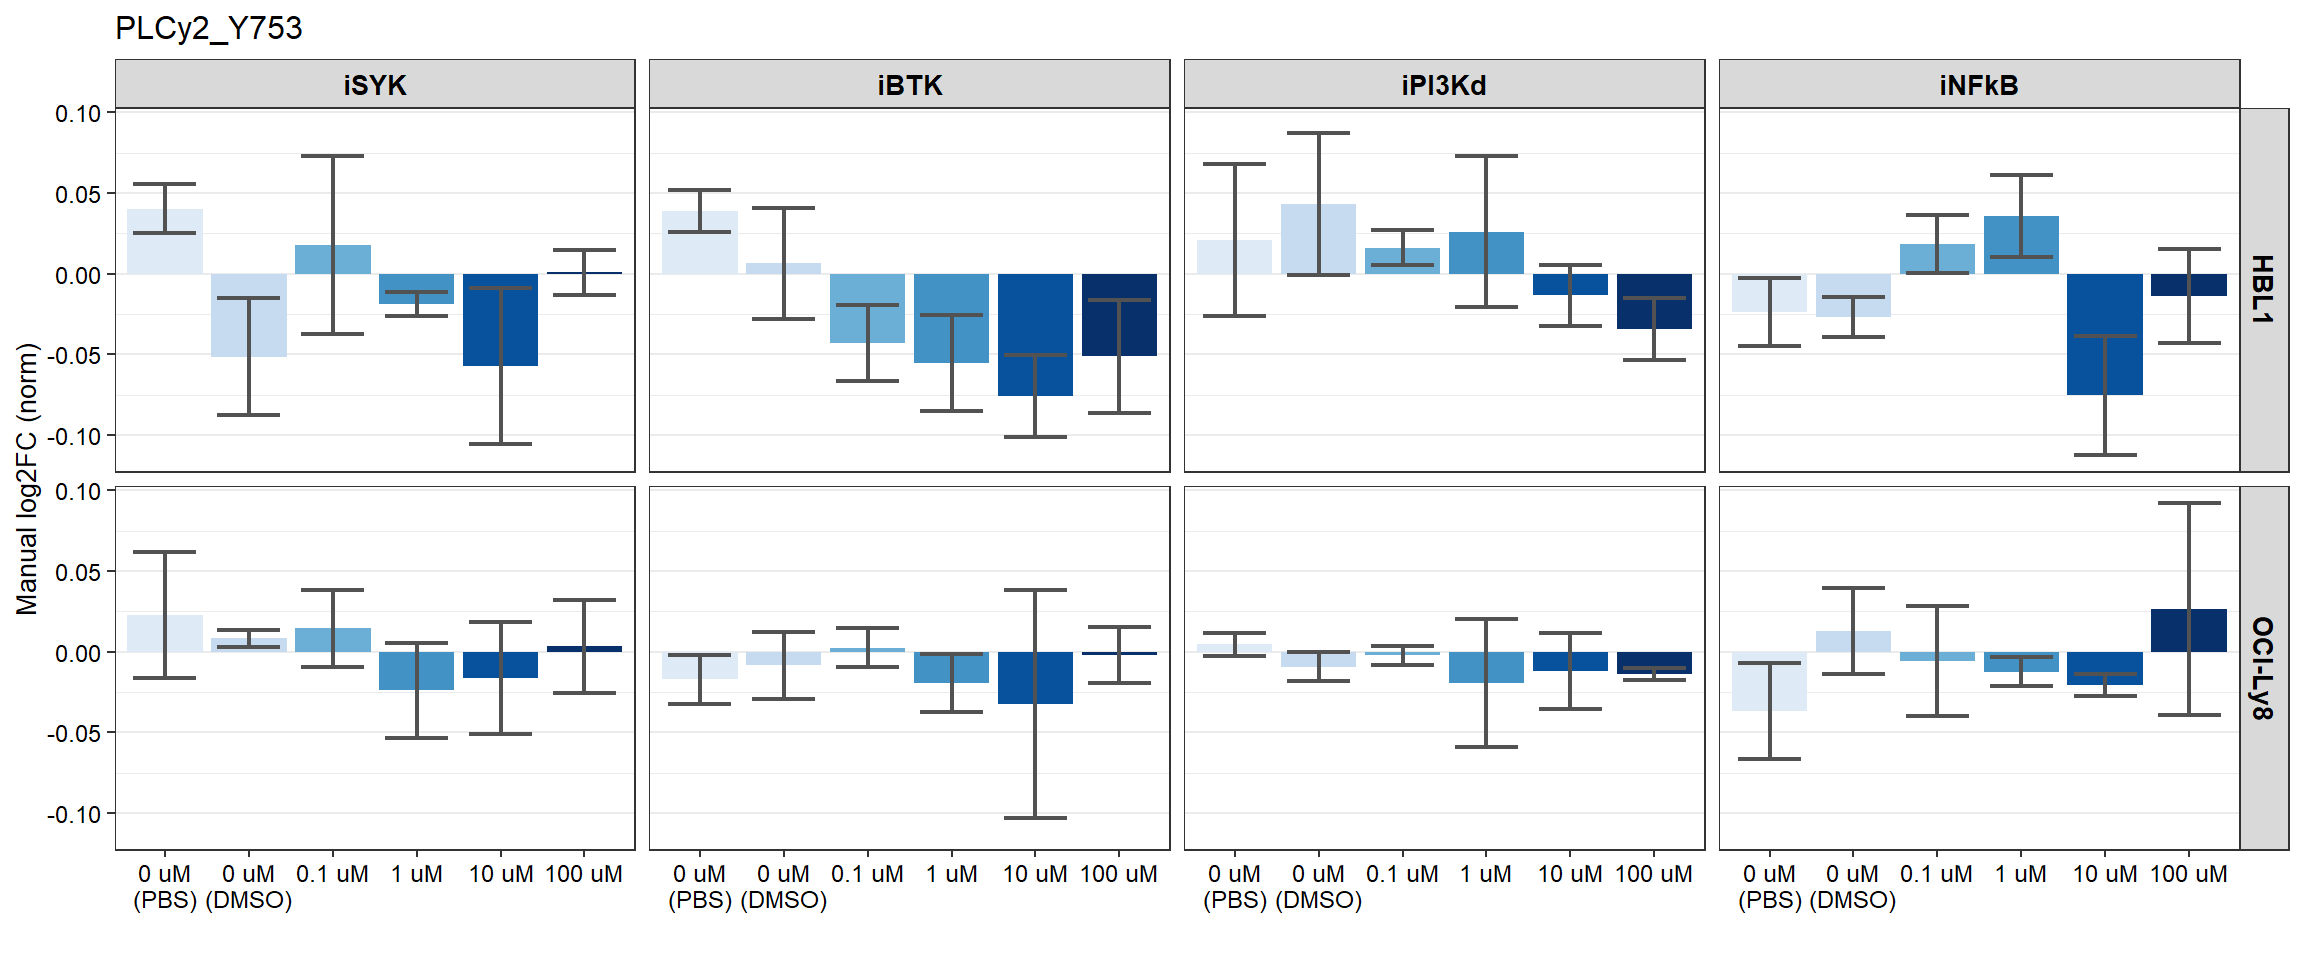 PLCy2_Y753
iSYK iBTK iPI3Kd iNFkB
Manual log2FC (norm)
0.10
0.05
0.00
-0.05
-0.10
HBL1
0.10
0.05
0.00
-0.05
-0.10
OCI-Ly8
0 uM 0 uM 0.1 uM 1 uM 10 uM 100 uM 0 uM 0 uM 0.1 uM 1 uM 10 uM 100 uM 0 uM 0 uM 0.1 uM 1 uM 10 uM 100 uM 0 uM 0 uM 0.1 uM 1 uM 10 uM 100 uM
(PBS) (DMSO) (PBS) (DMSO) (PBS) (DMSO) (PBS) (DMSO)